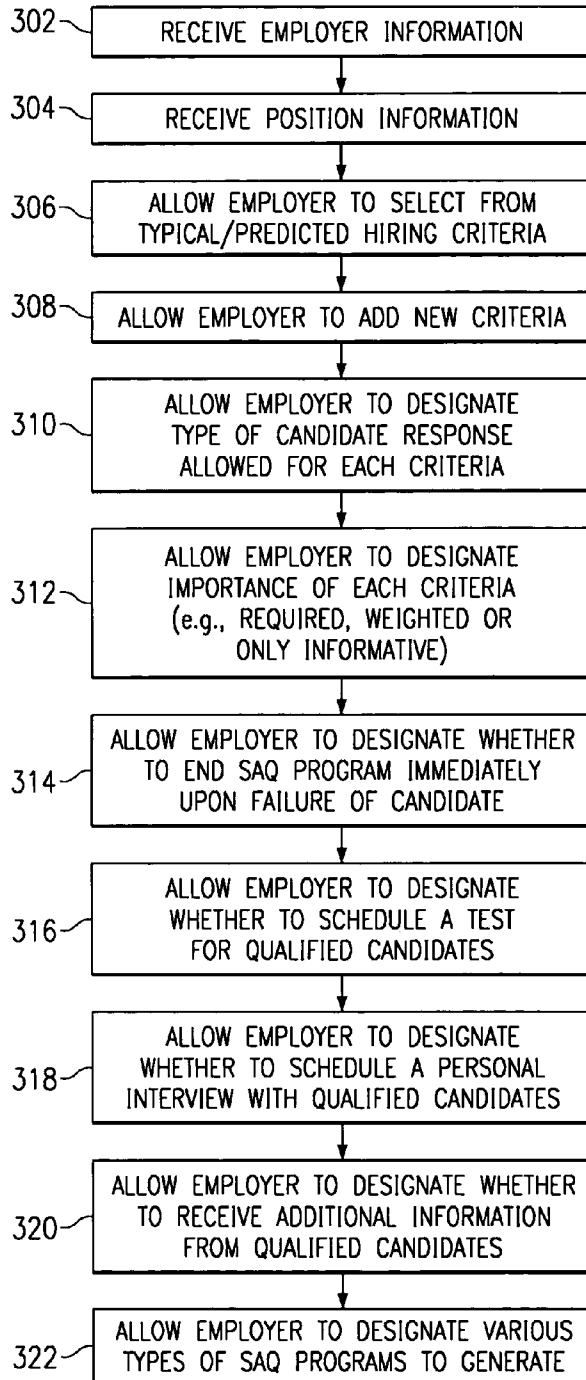 302
RECEIVE EMPLOYER INFORMATION
304
RECEIVE POSITION INFORMATION
306
ALLOW EMPLOYER TO SELECT FROM
TYPICAL/PREDICTED HIRING CRITERIA
308
ALLOW EMPLOYER TO ADD NEW CRITERIA
310
ALLOW EMPLOYER TO DESIGNATE
TYPE OF CANDIDATE RESPONSE
ALLOWED FOR EACH CRITERIA
312
ALLOW EMPLOYER TO DESIGNATE
IMPORTANCE OF EACH CRITERIA
(e.g., REQUIRED, WEIGHTED OR
ONLY INFORMATIVE)
314
ALLOW EMPLOYER TO DESIGNATE WHETHER
TO END SAQ PROGRAM IMMEDIATELY
UPON FAILURE OF CANDIDATE
316
ALLOW EMPLOYER TO DESIGNATE
WHETHER TO SCHEDULE A TEST
FOR QUALIFIED CANDIDATES
318
ALLOW EMPLOYER TO DESIGNATE
WHETHER TO SCHEDULE A PERSONAL
INTERVIEW WITH QUALIFIED CANDIDATES
320
ALLOW EMPLOYER TO DESIGNATE WHETHER
TO RECEIVE ADDITIONAL INFORMATION
FROM QUALIFIED CANDIDATES
322
ALLOW EMPLOYER TO DESIGNATE VARIOUS
TYPES OF SAQ PROGRAMS TO GENERATE